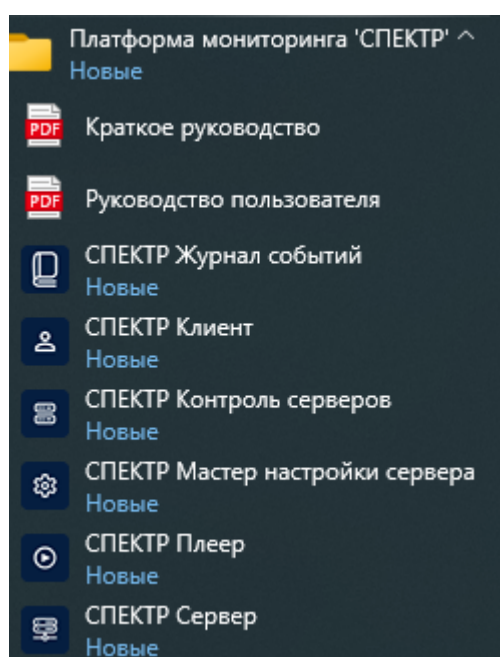 Платформа мониторинга 'СПЕКТР'
Новые
PDF Краткое руководство
PDF Руководство пользователя
СПЕКТР Журнал событий
Новые
СПЕКТР Клиент
Новые
СПЕКТР Контроль серверов
Новые
СПЕКТР Мастер настройки сервера
Новые
СПЕКТР Плеер
Новые
СПЕКТР Сервер
Новые